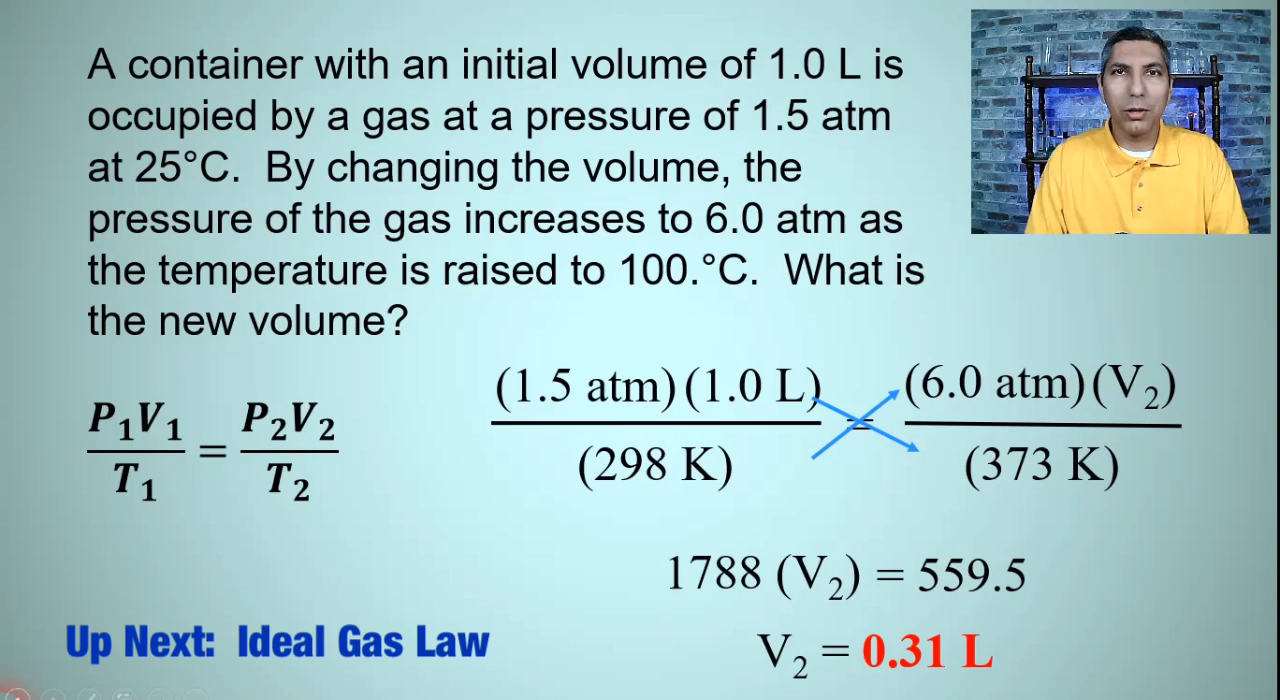 A container with an initial volume of 1.0 L is
occupied by a gas at a pressure of 1.5 atm
at 25°C.  By changing the volume, the
pressure of the gas increases to 6.0 atm as
the temperature is raised to 100.°C.  What is
the new volume?
P₁V₁/T₁ = P₂V₂/T₂
(1.5 atm)(1.0 L)/(298 K) = (6.0 atm)(V₂)/(373 K)
1788 (V₂) = 559.5
V₂ = 0.31 L
Up Next:  Ideal Gas Law